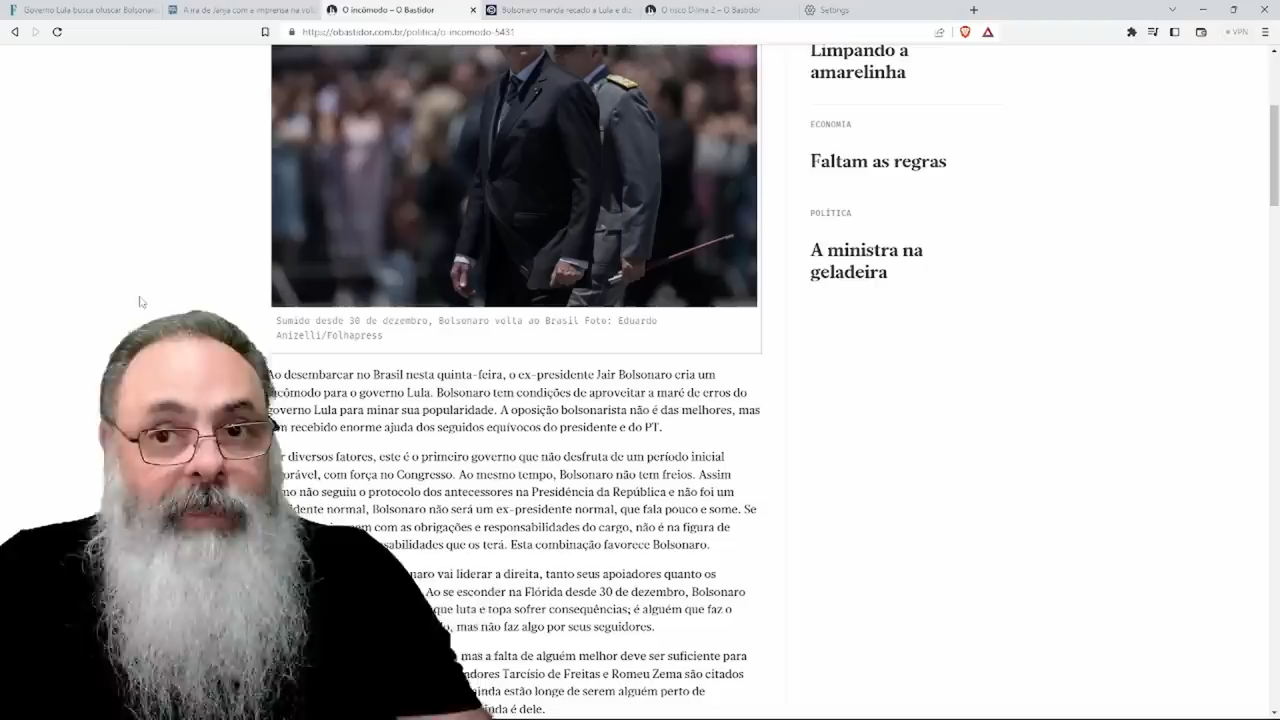 Governo Lula busca ofuscar Bolsonaro
A ira de Janja com a imprensa na volt
O incômodo – O Bastidor
Bolsonaro manda recado a Lula e diz
O risco Dilma 2 – O Bastidor
Settings
https://obastidor.com.br/politica/o-incomodo-5431
VPN
Limpando a
amarelinha
ECONOMIA
Faltam as regras
POLÍTICA
A ministra na
geladeira
Sumido desde 30 de dezembro, Bolsonaro volta ao Brasil Foto: Eduardo
Anizelli/Folhapress
Ao desembarcar no Brasil nesta quinta-feira, o ex-presidente Jair Bolsonaro cria um
incômodo para o governo Lula. Bolsonaro tem condições de aproveitar a maré de erros do
governo Lula para minar sua popularidade. A oposição bolsonarista não é das melhores, mas
m recebido enorme ajuda dos seguidos equívocos do presidente e do PT.
r diversos fatores, este é o primeiro governo que não desfruta de um período inicial
orável, com força no Congresso. Ao mesmo tempo, Bolsonaro não tem freios. Assim
mo não seguiu o protocolo dos antecessores na Presidência da República e não foi um
idente normal, Bolsonaro não será um ex-presidente normal, que fala pouco e some. Se
m com as obrigações e responsabilidades do cargo, não é na figura de
sabilidades que os terá. Esta combinação favorece Bolsonaro.
naro vai liderar a direita, tanto seus apoiadores quanto os
Ao se esconder na Flórida desde 30 de dezembro, Bolsonaro
que luta e topa sofrer consequências; é alguém que faz o
, mas não faz algo por seus seguidores.
mas a falta de alguém melhor deve ser suficiente para
adores Tarcísio de Freitas e Romeu Zema são citados
ainda estão longe de serem alguém perto de
inda é dele.